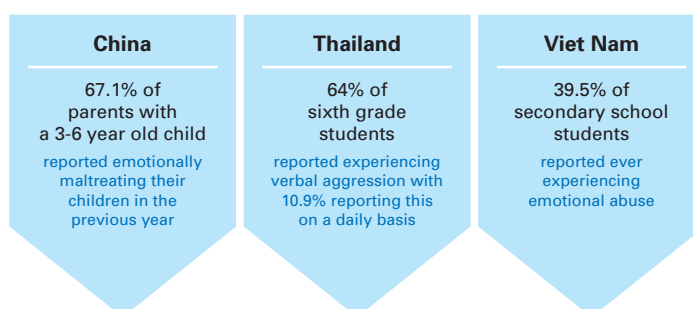 China
67.1% of
parents with
a 3-6 year old child
reported emotionally
maltreating their
children in the
previous year
Thailand
64% of
sixth grade
students
reported experiencing
verbal aggression with
10.9% reporting this
on a daily basis
Viet Nam
39.5% of
secondary school
students
reported ever
experiencing
emotional abuse